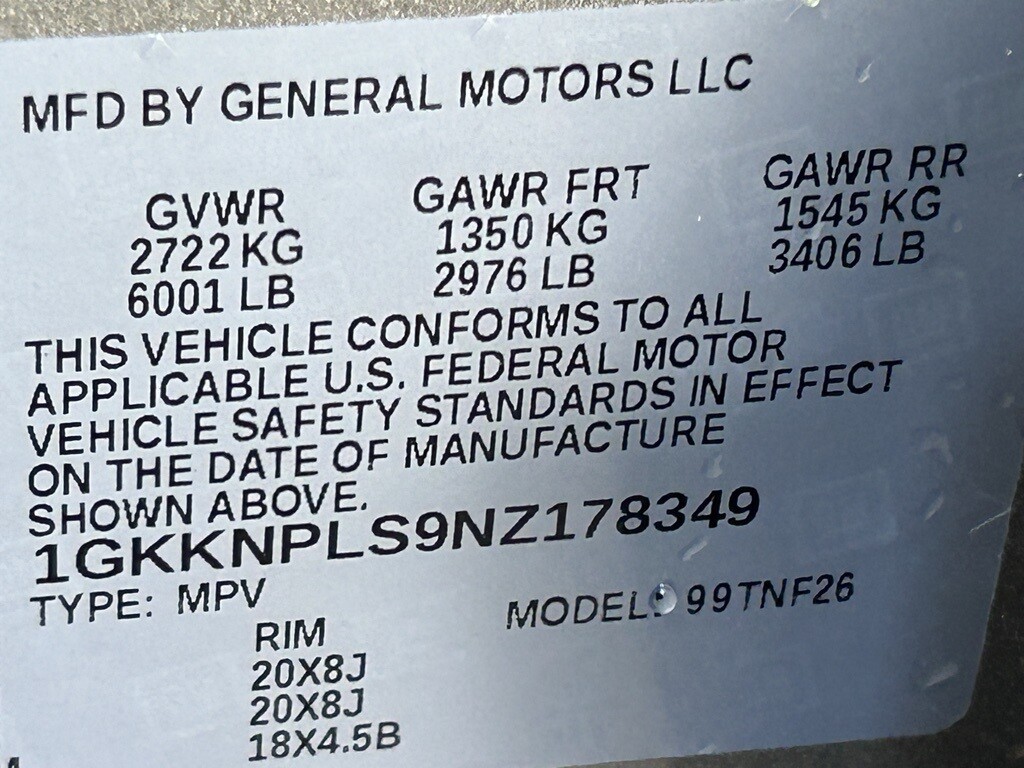 MFD BY GENERAL MOTORS LLC
GVWR GAWR FRT GAWR RR
2722 KG 1350 KG 1545 KG
6001 LB 2976 LB 3406 LB
THIS VEHICLE CONFORMS TO ALL
APPLICABLE U.S. FEDERAL MOTOR
VEHICLE SAFETY STANDARDS IN EFFECT
ON THE DATE OF MANUFACTURE
SHOWN ABOVE.
1GKKNPLS9NZ178349
TYPE: MPV MODEL: 99TNF26
RIM
20X8J
20X8J
18X4.5B